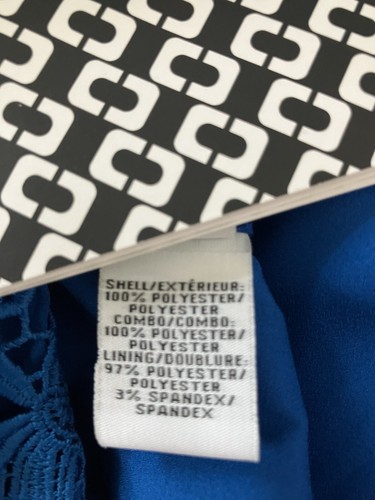 SHELL/EXTÉRIEUR:
100% POLYESTER/
POLYESTER
COMBO/COMBO:
100% POLYESTER/
POLYESTER
LINING/DOUBLURE:
97% POLYESTER/
POLYESTER
3% SPANDEX/
SPANDEX